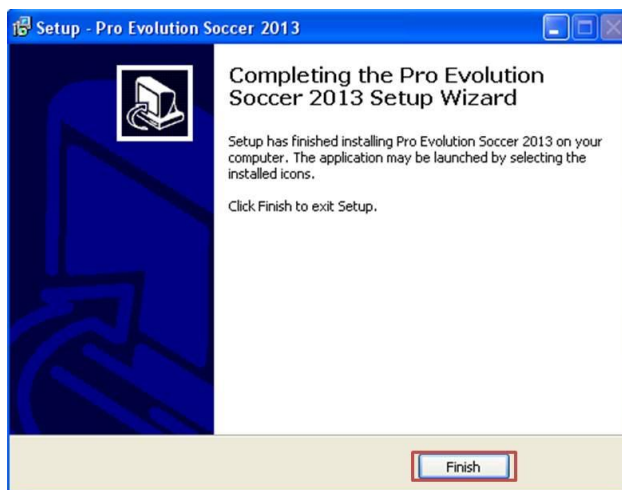 Setup - Pro Evolution Soccer 2013
Completing the Pro Evolution
Soccer 2013 Setup Wizard
Setup has finished installing Pro Evolution Soccer 2013 on your
computer. The application may be launched by selecting the
installed icons.
Click Finish to exit Setup.
Finish